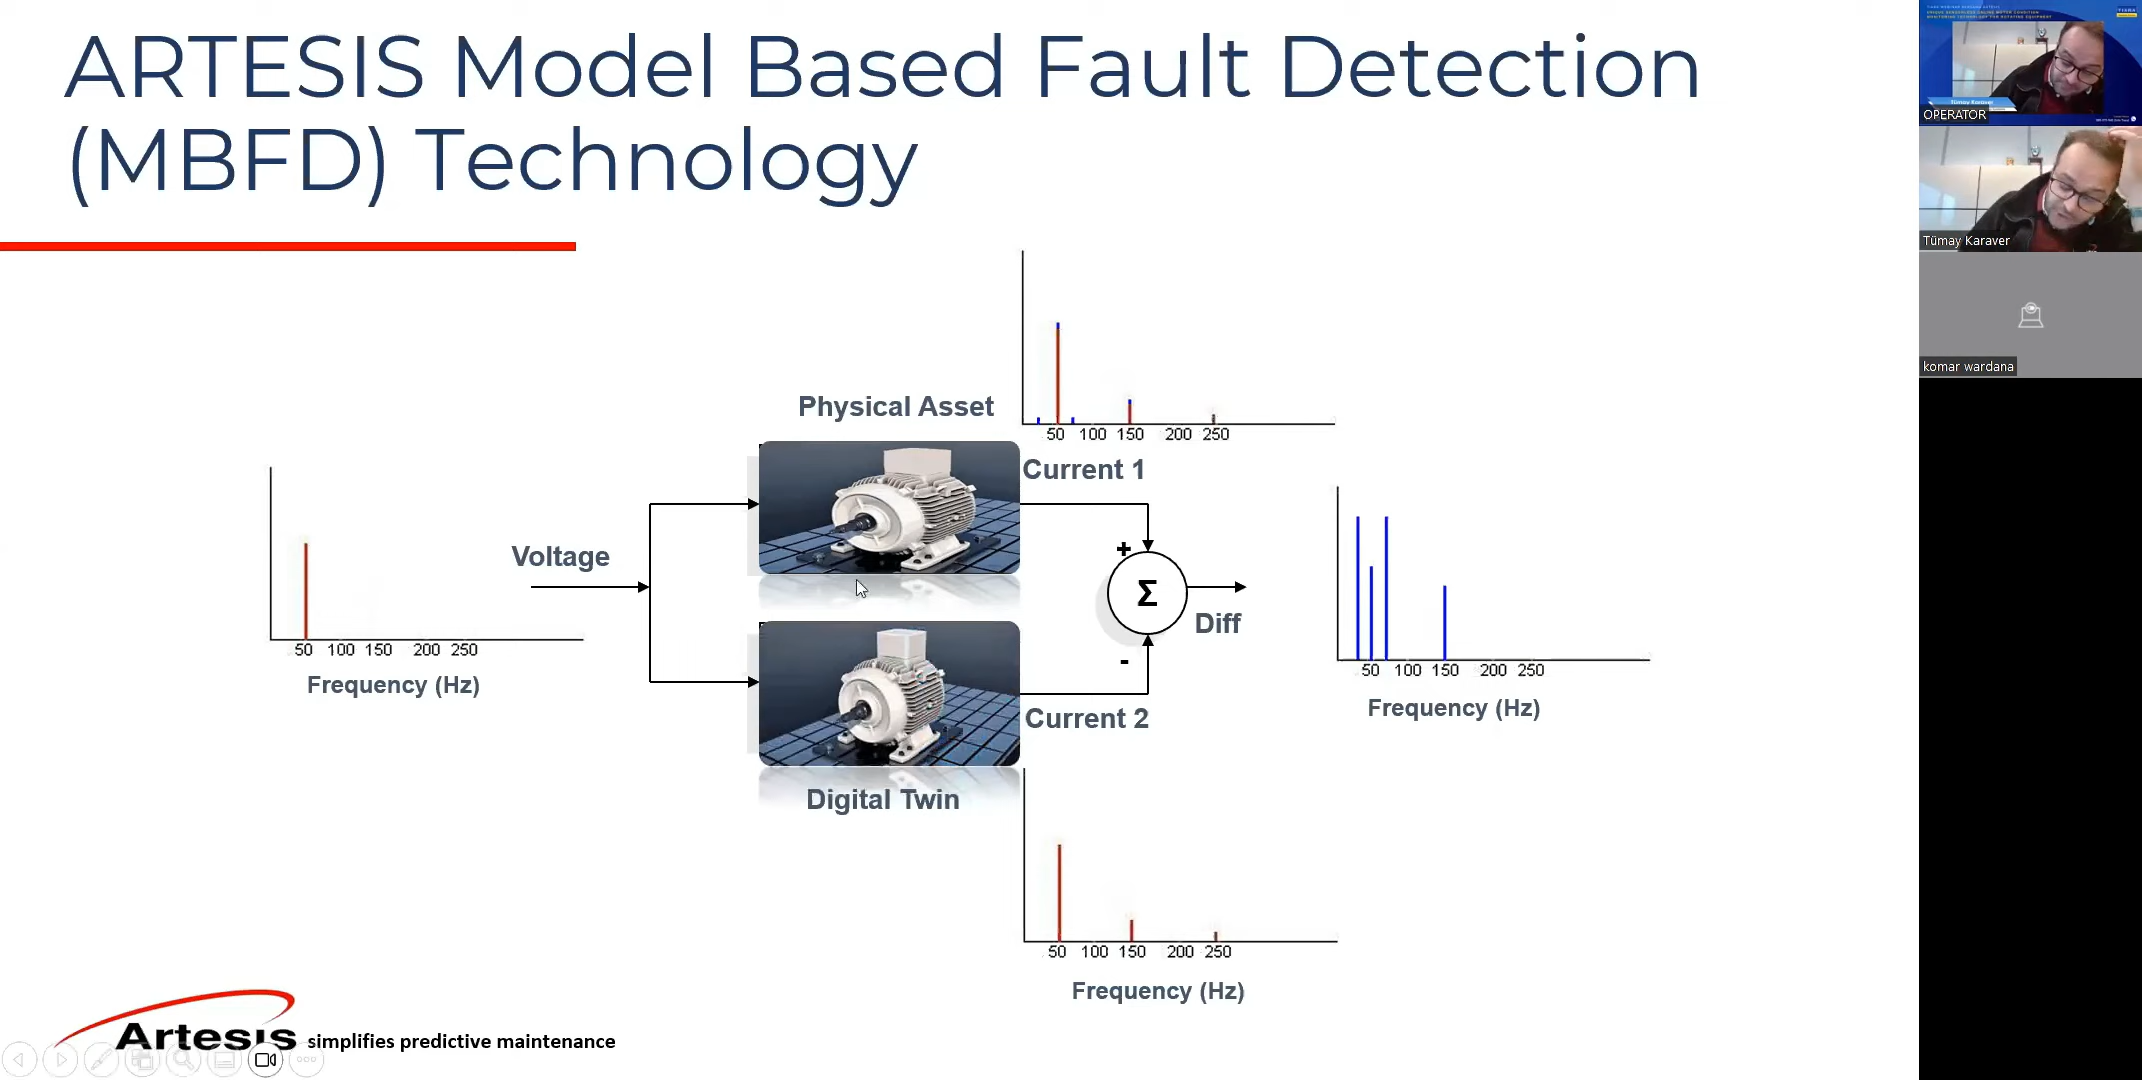 ARTESIS Model Based Fault Detection
(MBFD) Technology
50 100 150 200 250
Physical Asset
Current 1
Voltage
+
Σ
Diff
-
50 100 150 200 250
Frequency (Hz)
50 100 150 200 250
Frequency (Hz)
Current 2
Digital Twin
50 100 150 200 250
Frequency (Hz)
Artesis simplifies predictive maintenance
Tümay Karaver
OPERATOR
Tümay Karaver
komar wardana